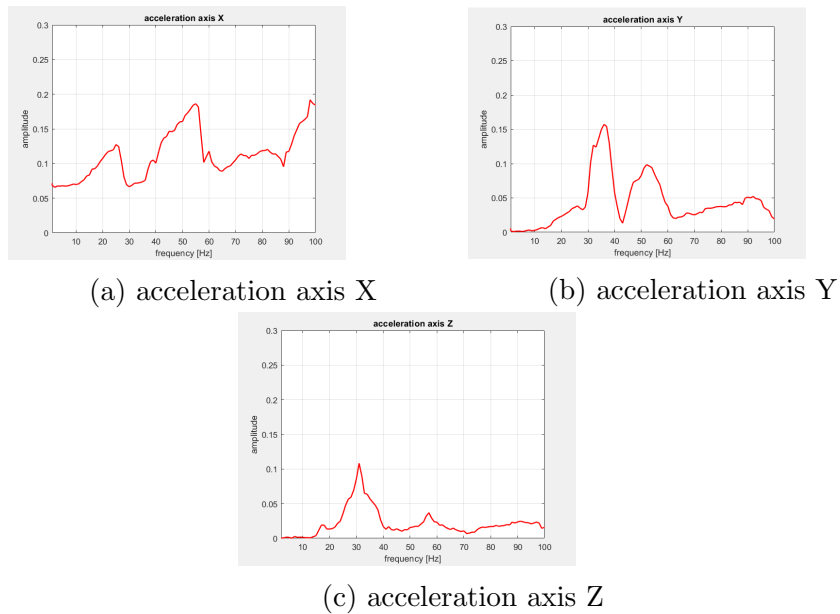 acceleration axis X
0.3
0.25
0.2
0.15
0.1
0.05
0
amplitude
10 20 30 40 50 60 70 80 90 100
frequency [Hz]
(a) acceleration axis X
acceleration axis Y
0.3
0.25
0.2
0.15
0.1
0.05
0
amplitude
10 20 30 40 50 60 70 80 90 100
frequency [Hz]
(b) acceleration axis Y
acceleration axis Z
0.3
0.25
0.2
0.15
0.1
0.05
0
amplitude
10 20 30 40 50 60 70 80 90 100
frequency [Hz]
(c) acceleration axis Z